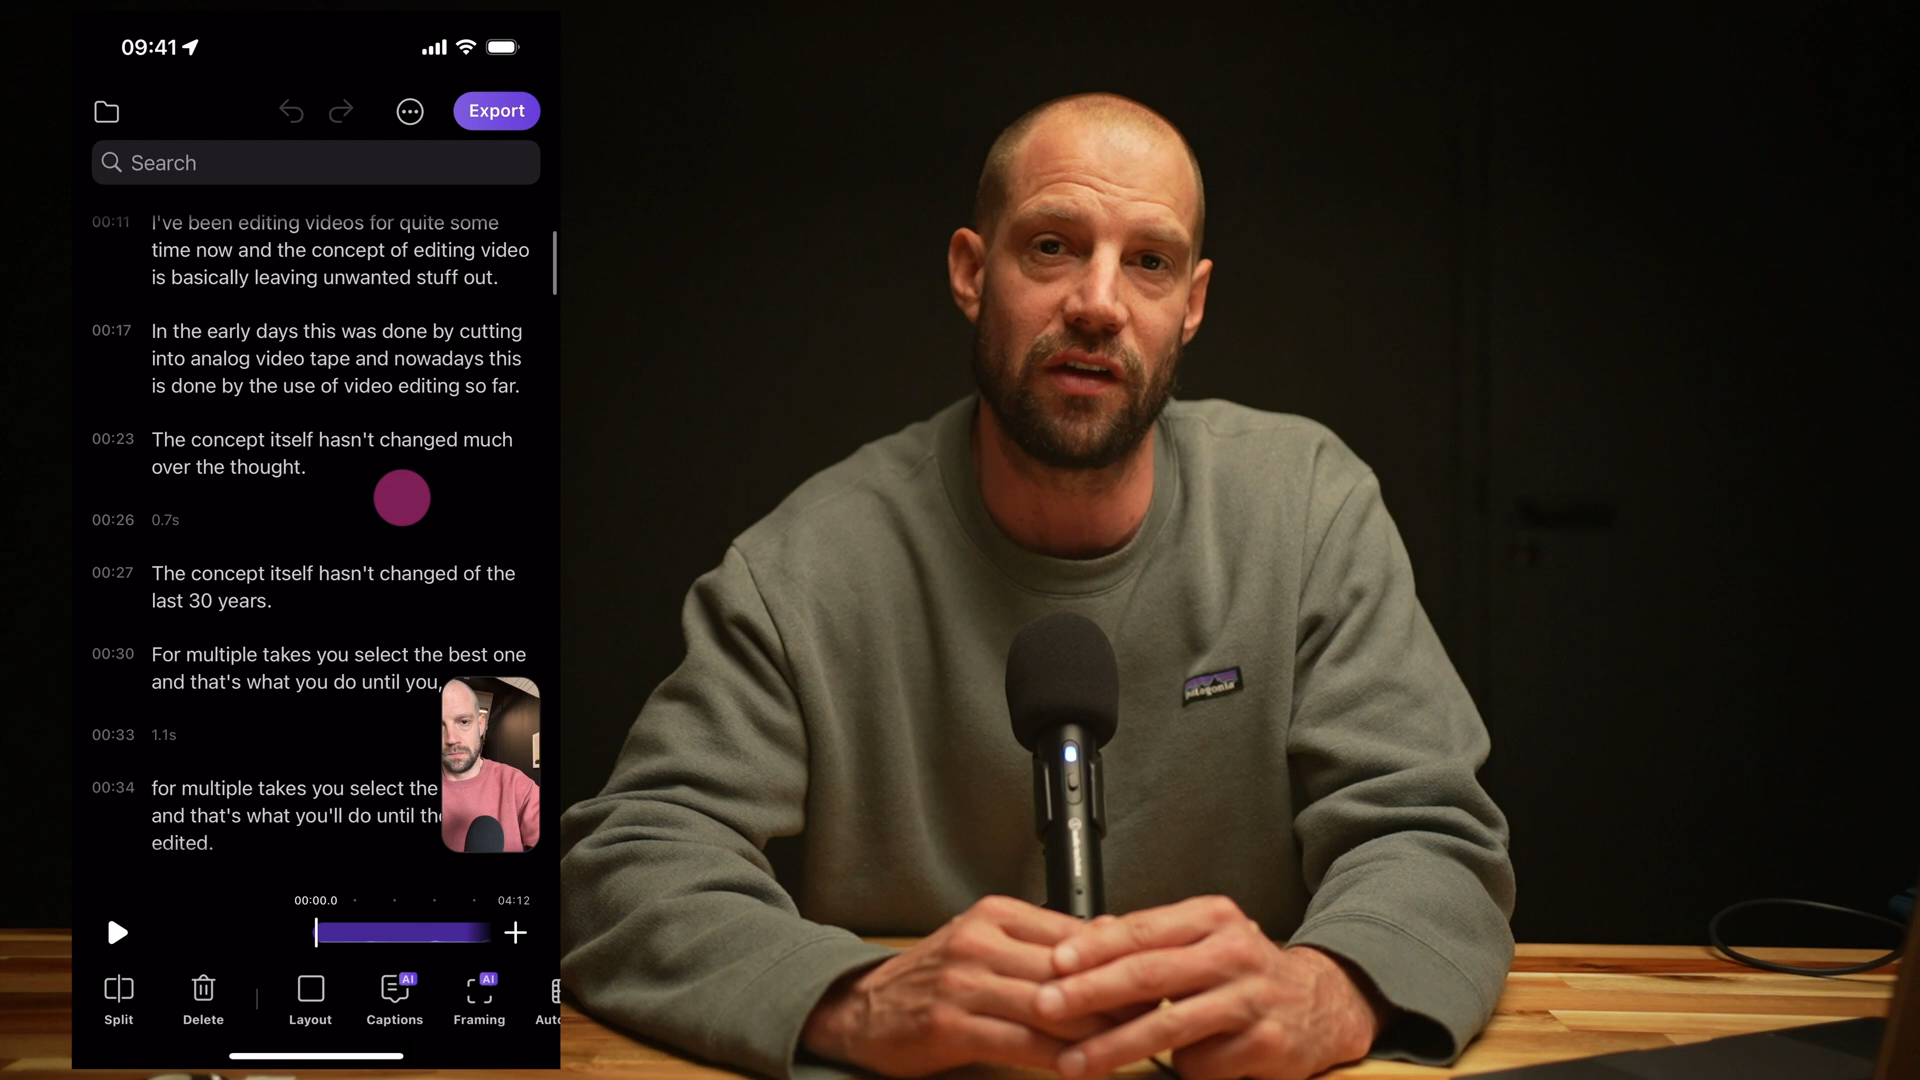 09:41
Export
Search
00:11 I've been editing videos for quite some
time now and the concept of editing video
is basically leaving unwanted stuff out.
00:17 In the early days this was done by cutting
into analog video tape and nowadays this
is done by the use of video editing so far.
00:23 The concept itself hasn't changed much
over the thought.
00:26 0.7s
00:27 The concept itself hasn't changed of the
last 30 years.
00:30 For multiple takes you select the best one
and that's what you do until you,
00:33 1.1s
00:34 for multiple takes you select the
and that's what you'll do until the
edited.
00:00.0 04:12
AI AI
Split Delete Layout Captions Framing Auto
patagonia